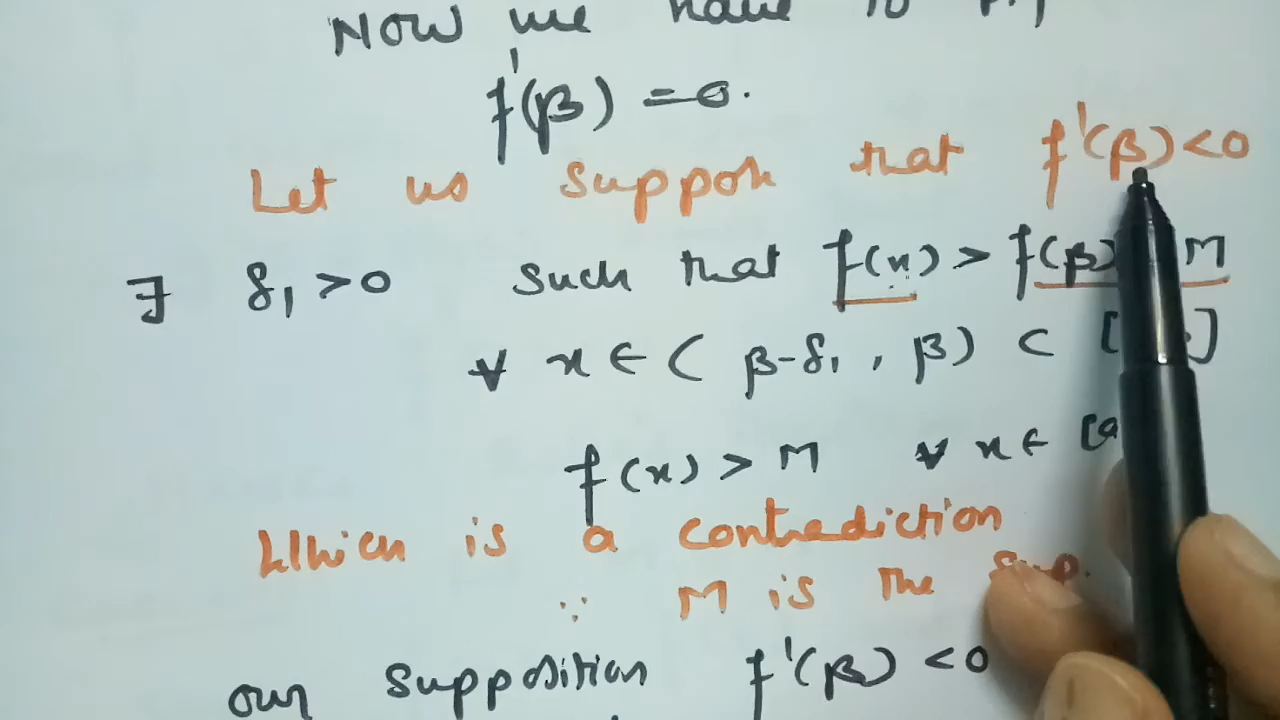 Now we have to
f'(β) = 0.
Let us suppose that f'(β) < 0
∃ δ₁ > 0 such that f(x) > f(β) M
∀ x ∈ ( β-δ₁ , β) ⊂ [ ]
f(x) > M ∀ x ∈ [a
Which is a contradiction
∵ M is the Sup.
our supposition f'(β) < 0